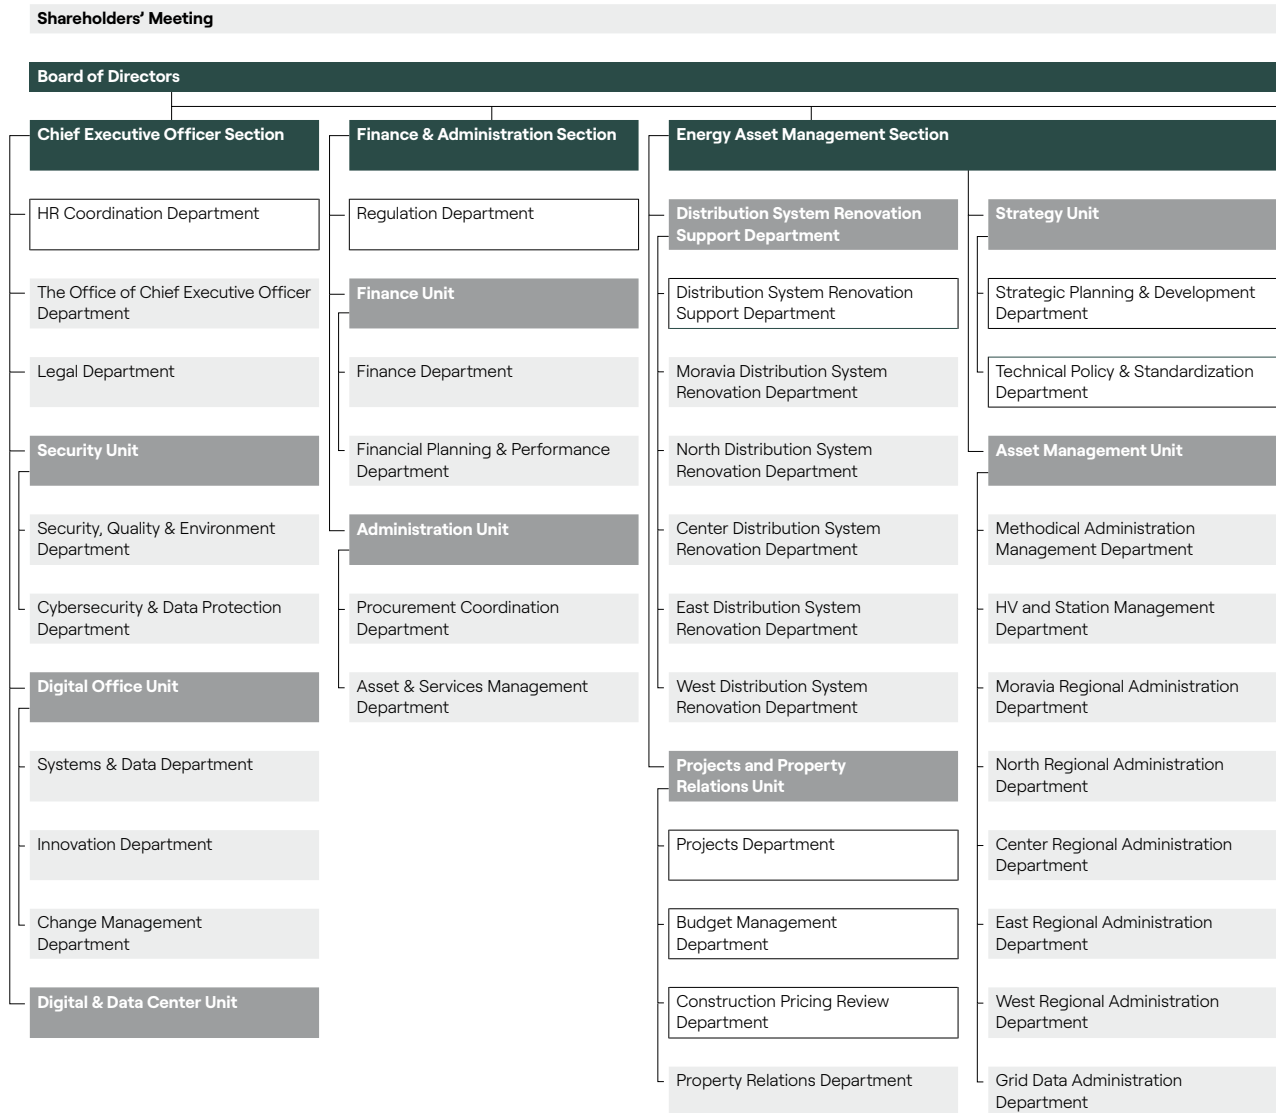 Shareholders’ Meeting
Board of Directors
Chief Executive Officer Section
HR Coordination Department
The Office of Chief Executive Officer
Department
Legal Department
Security Unit
Security, Quality & Environment
Department
Cybersecurity & Data Protection
Department
Digital Office Unit
Systems & Data Department
Innovation Department
Change Management
Department
Digital & Data Center Unit
Finance & Administration Section
Regulation Department
Finance Unit
Finance Department
Financial Planning & Performance
Department
Administration Unit
Procurement Coordination
Department
Asset & Services Management
Department
Energy Asset Management Section
Distribution System Renovation
Support Department
Distribution System Renovation
Support Department
Moravia Distribution System
Renovation Department
North Distribution System
Renovation Department
Center Distribution System
Renovation Department
East Distribution System
Renovation Department
West Distribution System
Renovation Department
Projects and Property
Relations Unit
Projects Department
Budget Management
Department
Construction Pricing Review
Department
Property Relations Department
Strategy Unit
Strategic Planning & Development
Department
Technical Policy & Standardization
Department
Asset Management Unit
Methodical Administration
Management Department
HV and Station Management
Department
Moravia Regional Administration
Department
North Regional Administration
Department
Center Regional Administration
Department
East Regional Administration
Department
West Regional Administration
Department
Grid Data Administration
Department